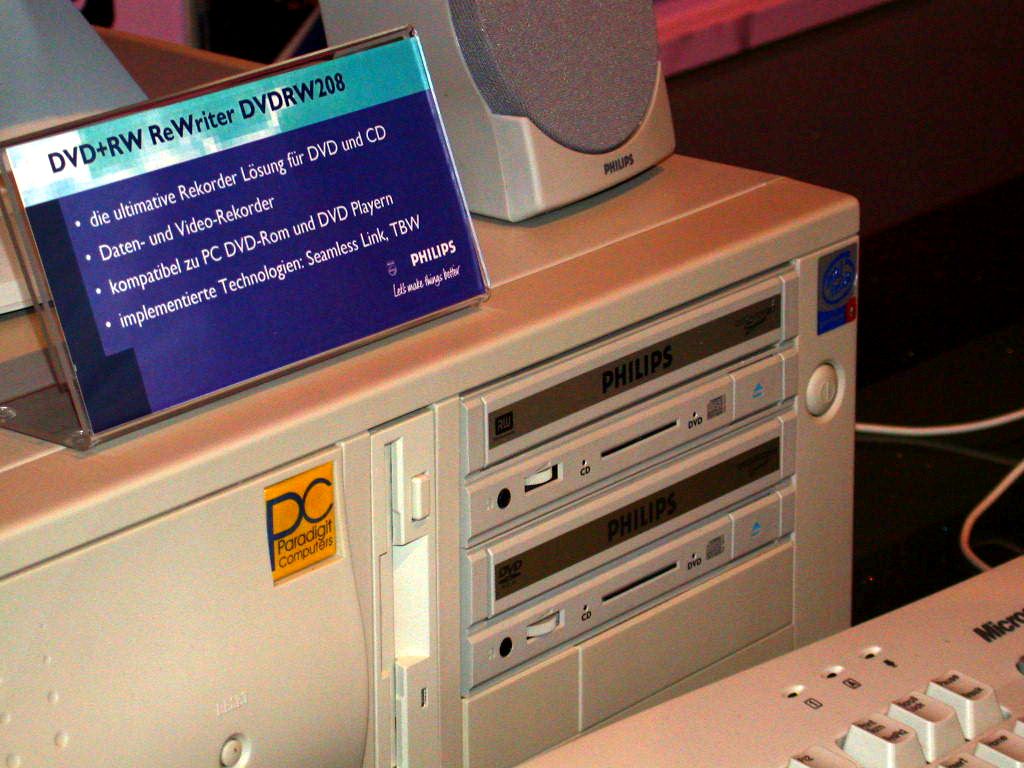 DVD+RW ReWriter DVDRW208
• die ultimative Rekorder Lösung für DVD und CD
• Daten- und Video-Rekorder
• kompatibel zu PC DVD-Rom und DVD Playern
• implementierte Technologien: Seamless Link, TBW
PHILIPS
Let's make things better
PHILIPS
PHILIPS
RW
CD
DVD
PHILIPS
DVD
CD
DVD
PC
Paradigit
Computers
Micro